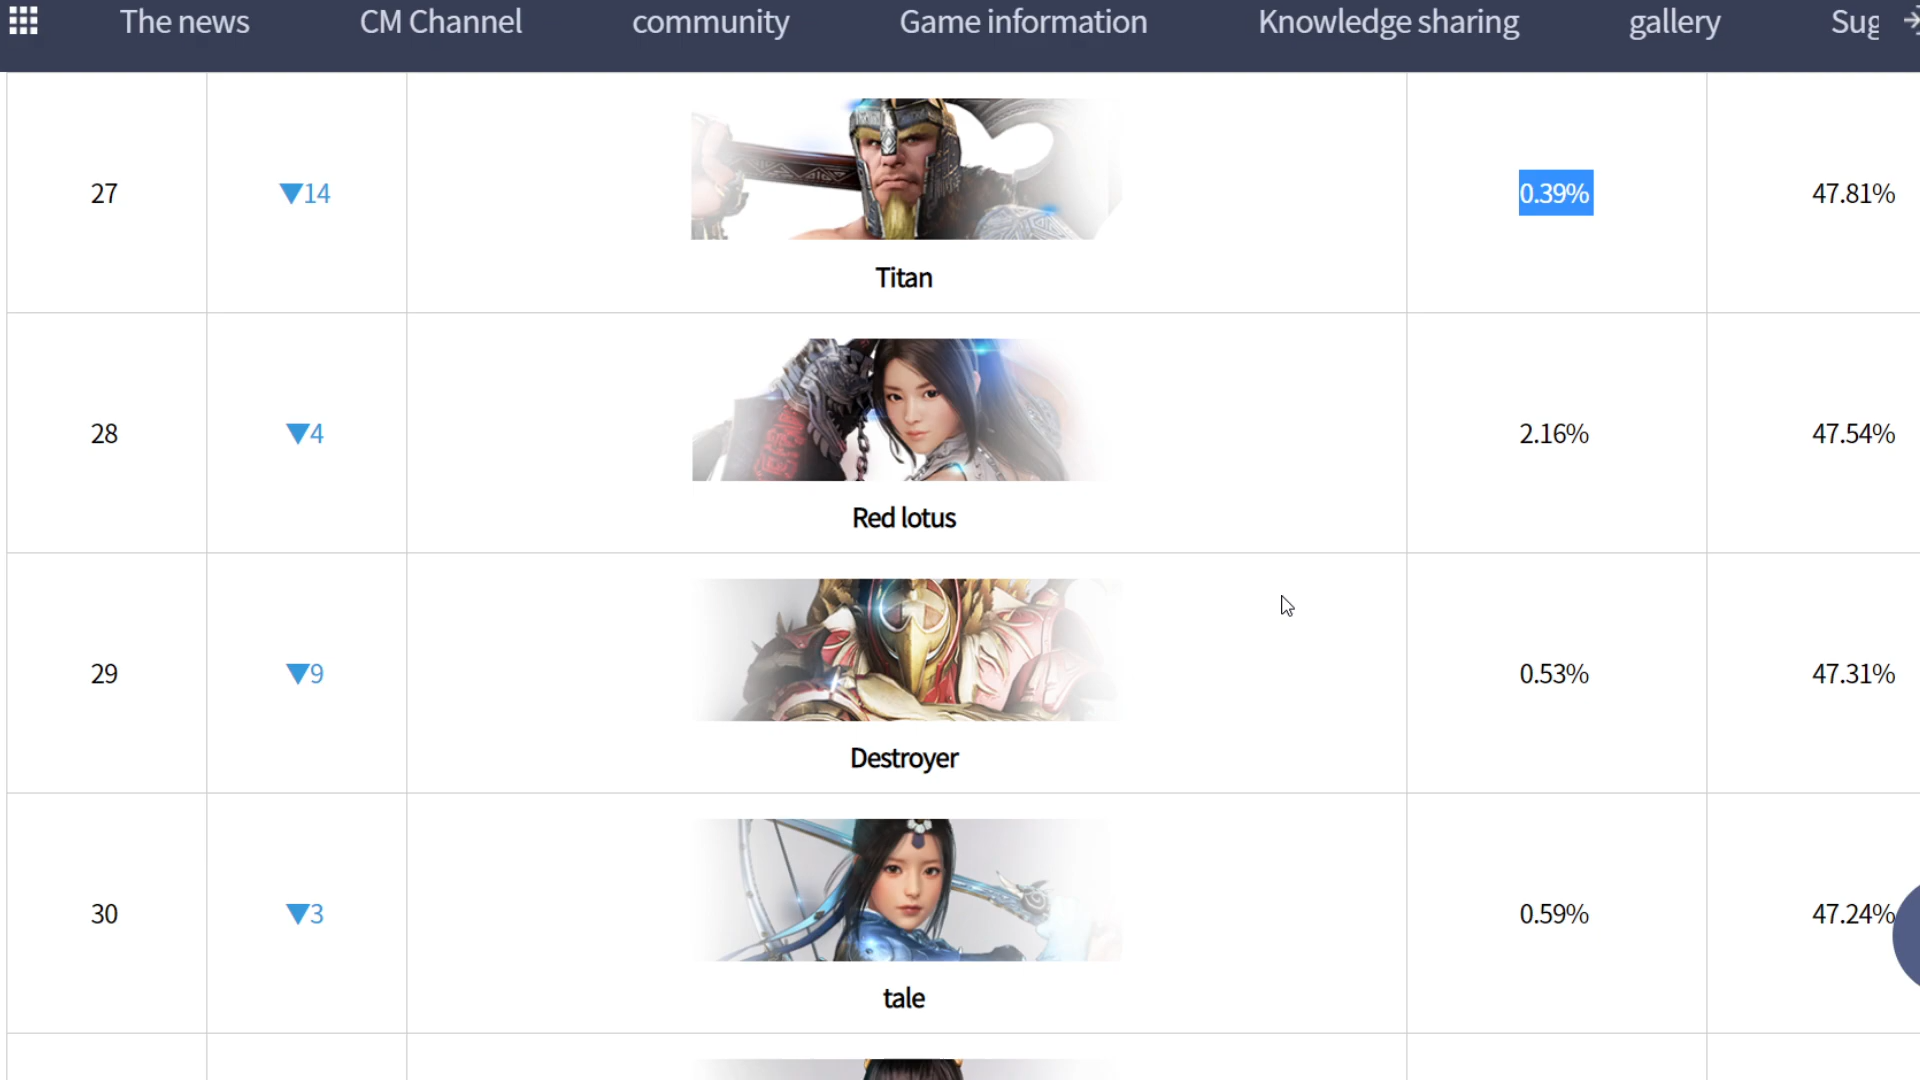 The news CM Channel community Game information Knowledge sharing gallery Sug
27 ▼14 0.39% 47.81%
Titan
28 ▼4 2.16% 47.54%
Red lotus
29 ▼9 0.53% 47.31%
Destroyer
30 ▼3 0.59% 47.24%
tale